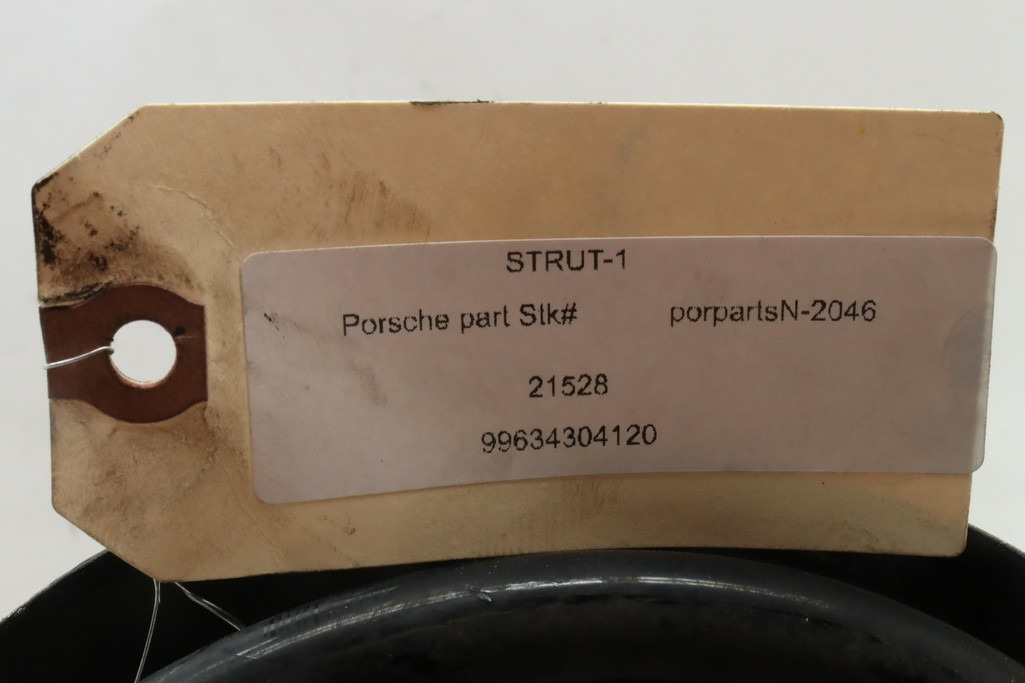 STRUT-1
Porsche part Stk# porpartsN-2046
21528
99634304120